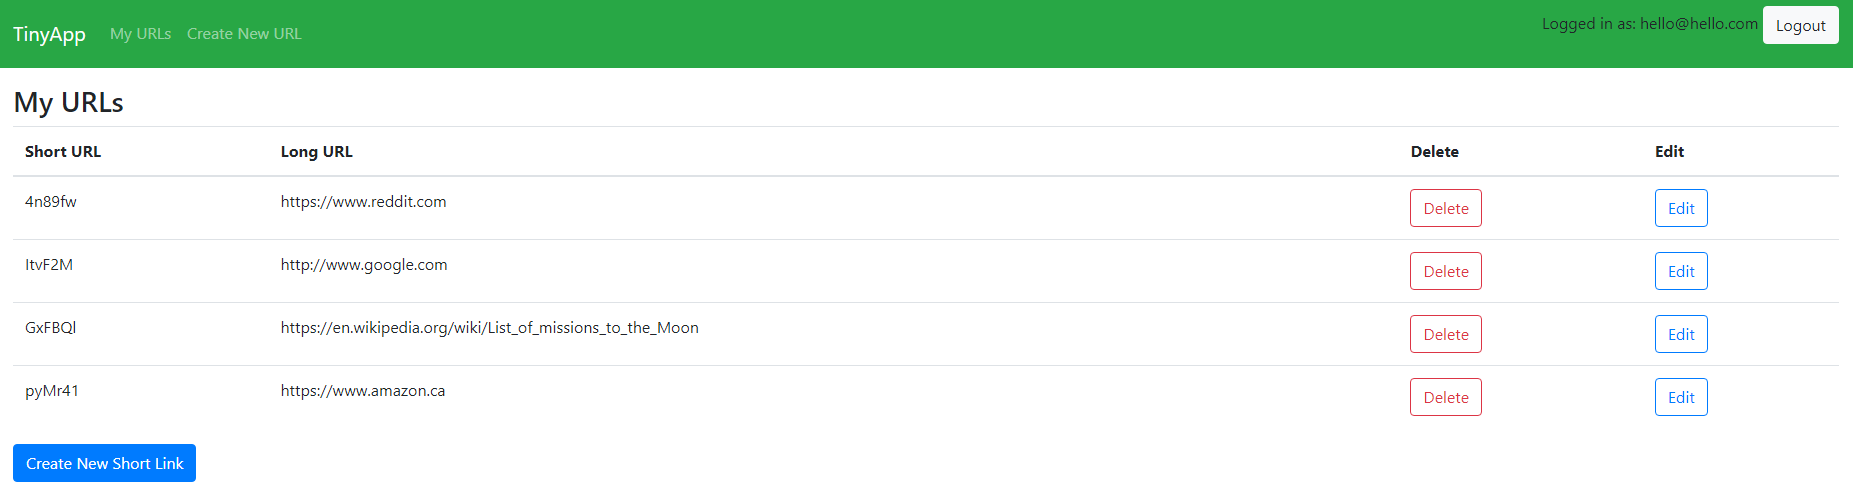 TinyApp My URLs Create New URL Logged in as: hello@hello.com Logout
My URLs
Short URL Long URL Delete Edit
4n89fw https://www.reddit.com Delete Edit
ItvF2M http://www.google.com Delete Edit
GxFBQl https://en.wikipedia.org/wiki/List_of_missions_to_the_Moon Delete Edit
pyMr41 https://www.amazon.ca Delete Edit
Create New Short Link